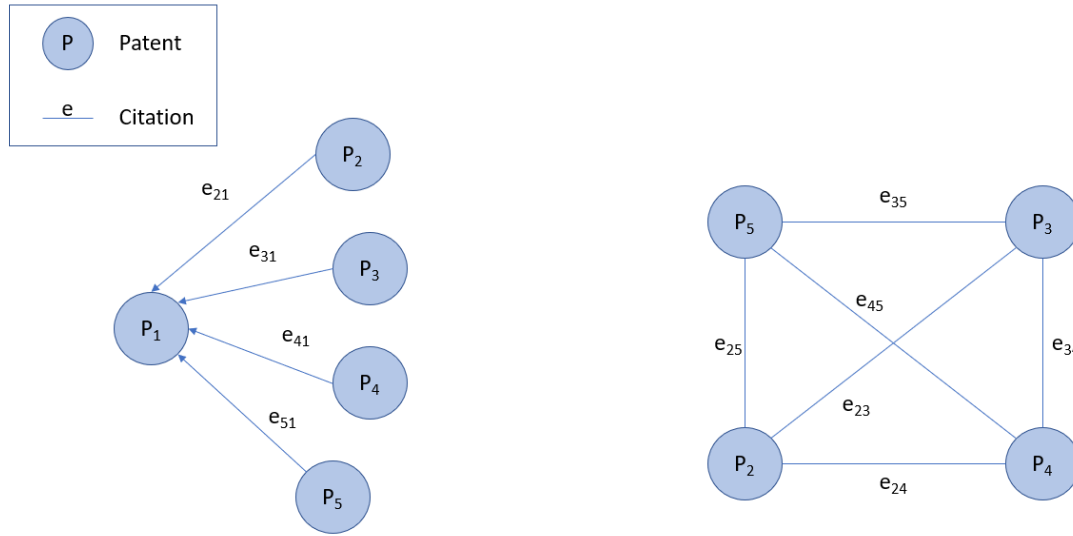 P Patent
e Citation
P₂
e₂₁
e₃₁
P₃
P₁
e₄₁
P₄
e₅₁
P₅
e₃₅
P₅ P₃
e₄₅
e₂₅ e₃₄
e₂₃
P₂ P₄
e₂₄